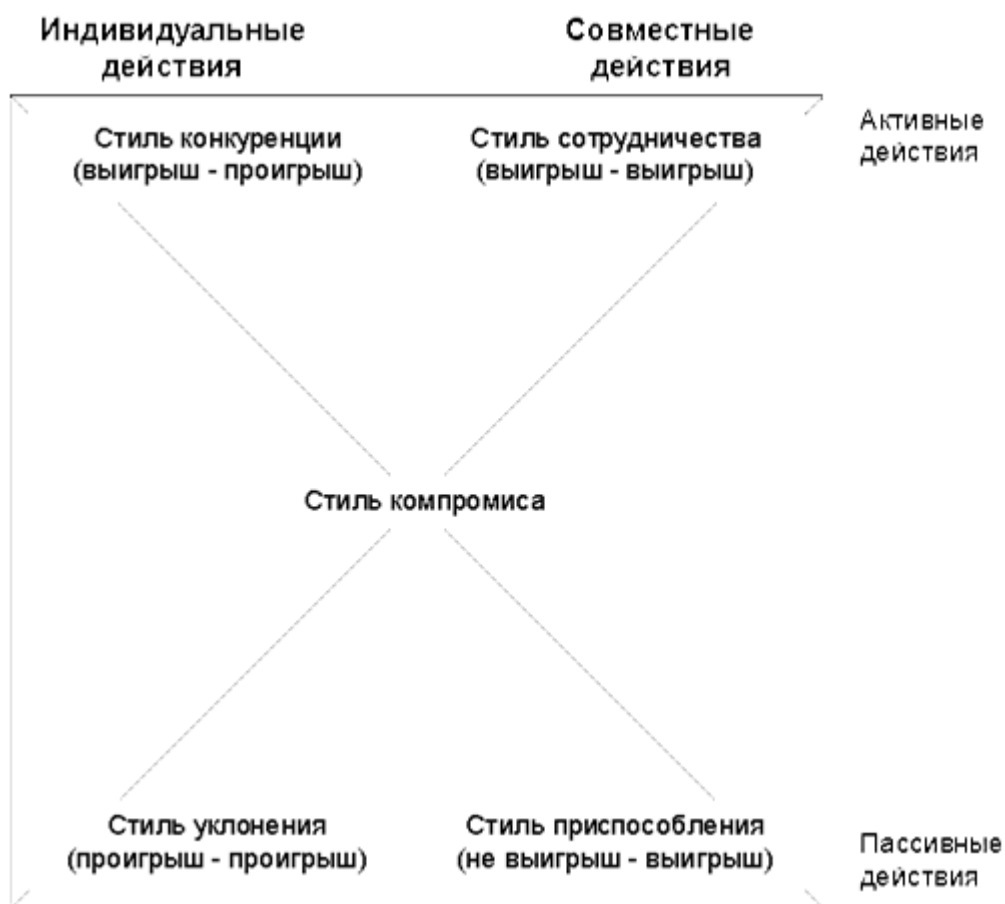 Индивидуальные
действия
Совместные
действия
Активные
действия
Стиль конкуренции
(выигрыш - проигрыш)
Стиль сотрудничества
(выигрыш - выигрыш)
Стиль компромиса
Стиль уклонения
(проигрыш - проигрыш)
Стиль приспособления
(не выигрыш - выигрыш)
Пассивные
действия